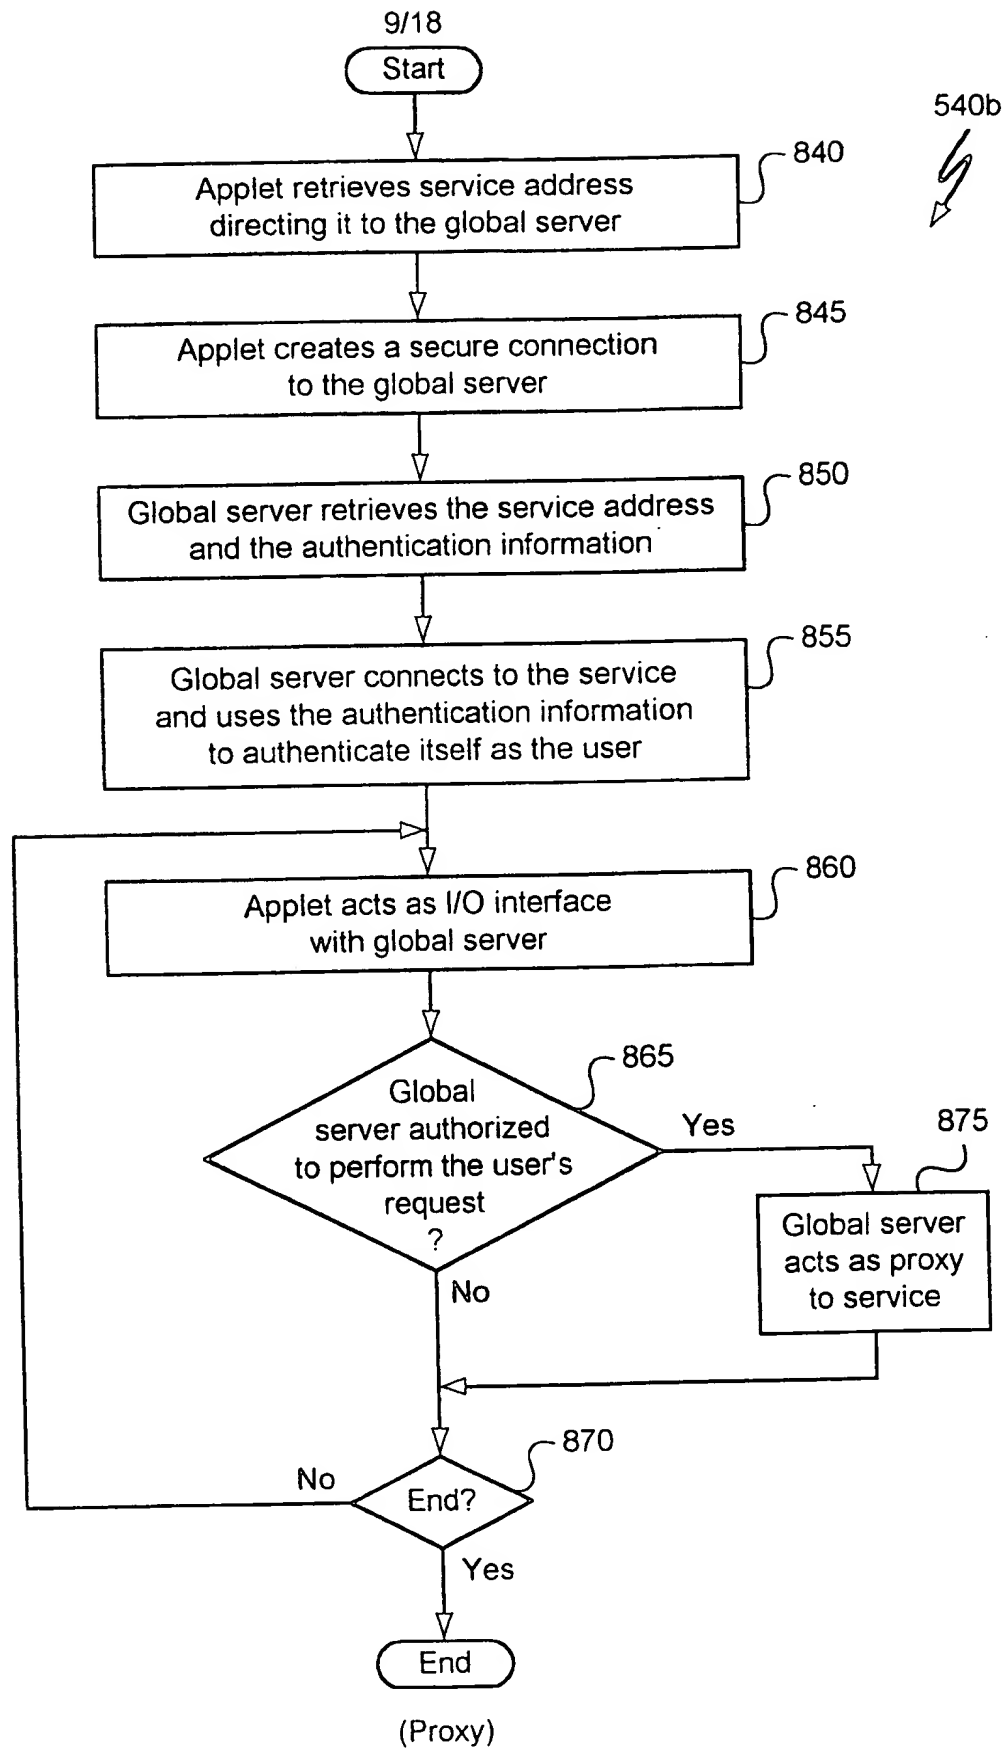 9/18
Start
540b
840
Applet retrieves service address
directing it to the global server
845
Applet creates a secure connection
to the global server
850
Global server retrieves the service address
and the authentication information
855
Global server connects to the service
and uses the authentication information
to authenticate itself as the user
860
Applet acts as I/O interface
with global server
865
Global
server authorized
to perform the user's
request
?
Yes
No
875
Global server
acts as proxy
to service
870
End?
No
Yes
End
(Proxy)